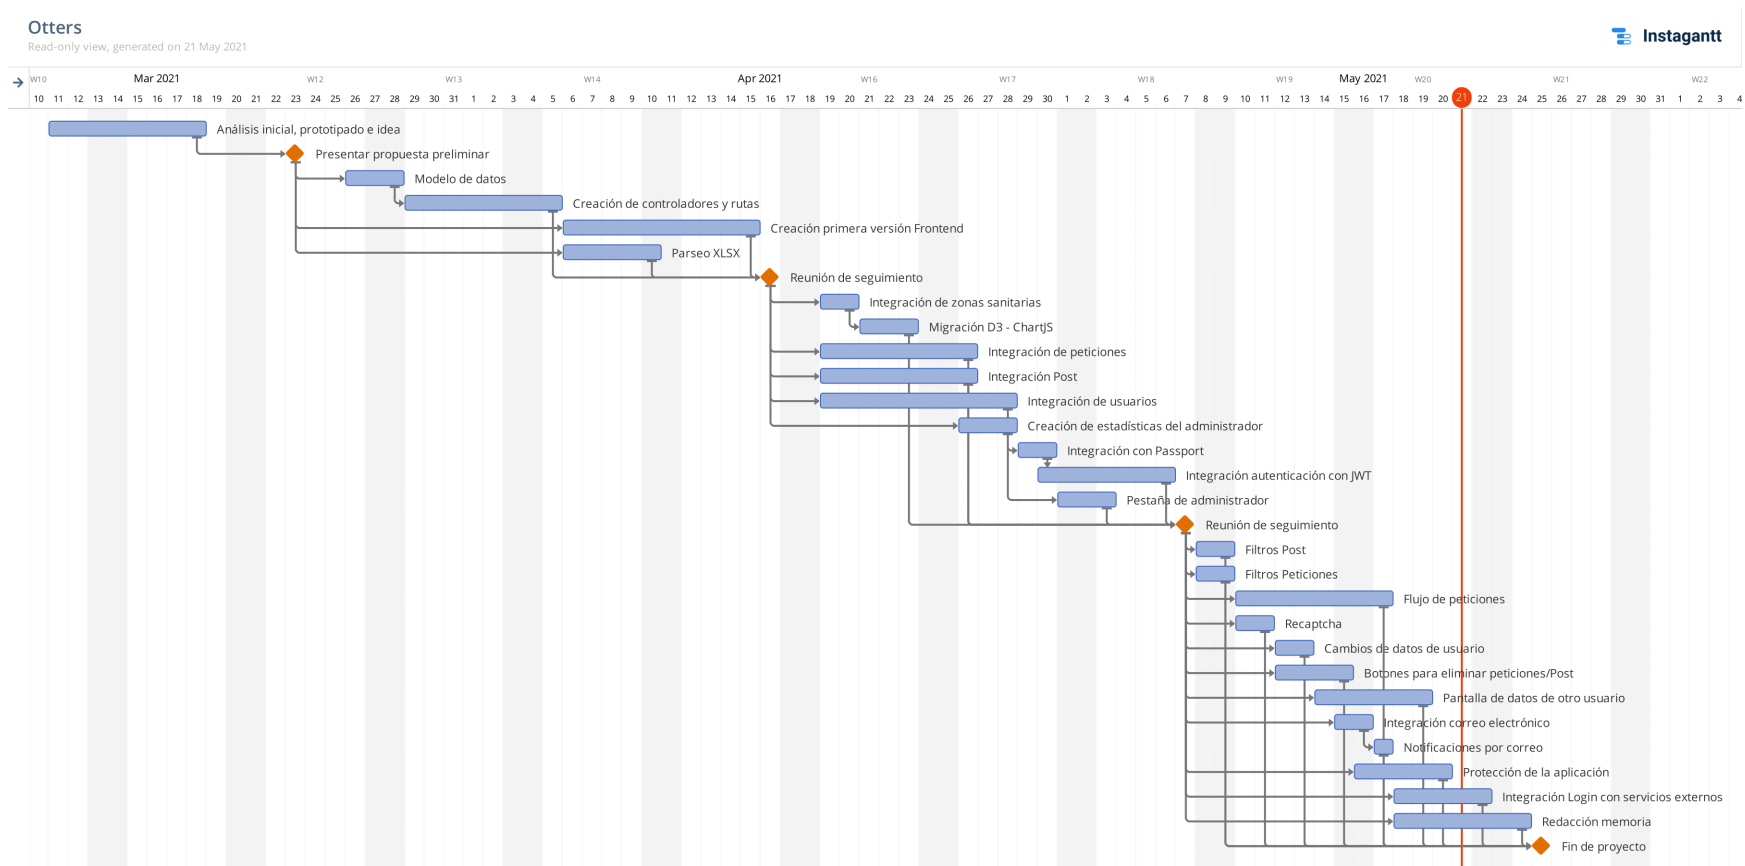 Otters
Read-only view, generated on 21 May 2021
Instagantt
W10 Mar 2021 W12 W13 W14 Apr 2021 W16 W17 W18 W19 May 2021 W20 W21 W22
10 11 12 13 14 15 16 17 18 19 20 21 22 23 24 25 26 27 28 29 30 31 1 2 3 4 5 6 7 8 9 10 11 12 13 14 15 16 17 18 19 20 21 22 23 24 25 26 27 28 29 30 1 2 3 4 5 6 7 8 9 10 11 12 13 14 15 16 17 18 19 20 21 22 23 24 25 26 27 28 29 30 31 1 2 3 4
Análisis inicial, prototipado e idea
Presentar propuesta preliminar
Modelo de datos
Creación de controladores y rutas
Creación primera versión Frontend
Parseo XLSX
Reunión de seguimiento
Integración de zonas sanitarias
Migración D3 - ChartJS
Integración de peticiones
Integración Post
Integración de usuarios
Creación de estadísticas del administrador
Integración con Passport
Integración autenticación con JWT
Pestaña de administrador
Reunión de seguimiento
Filtros Post
Filtros Peticiones
Flujo de peticiones
Recaptcha
Cambios de datos de usuario
Botones para eliminar peticiones/Post
Pantalla de datos de otro usuario
Integración correo electrónico
Notificaciones por correo
Protección de la aplicación
Integración Login con servicios externos
Redacción memoria
Fin de proyecto